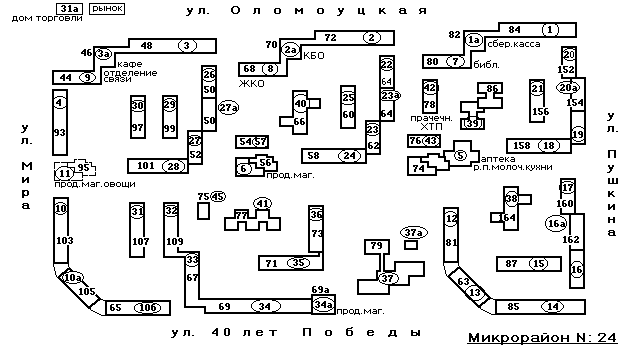 31а рынок
ул. Оломоуцкая
дом торговли
46 3а 48 3
70 2а 72 2
82 1а 84 1
кафе
отделение
связи
КБО
сбер.касса
44 9
68 8
80 7
библ.
ЖКО
4 93
30 97
29 99
26 50 50
27а
27 52
40 66
25 60
22 64
23а 64
23 62
42 78
86
39
21 156
20 152
20а 154
19
прачечн.
ХТП
54 57
76 43
101 28
58 24
158 18
11 95
прод.маг.овощи
6 56
прод.маг.
74 5
аптека
р.п.молоч.кухни
ул. Мира
ул. Пушкина
10 103
31 107
32 109
75 45
77 41
36 73
37а
79
37
12 81
38 164
17 160
16а 162
16
33 67
71 35
87 15
10а 105
65 106
69 34
69а
34а
прод.маг.
63 13
85 14
ул. 40 лет Победы
Микрорайон N: 24